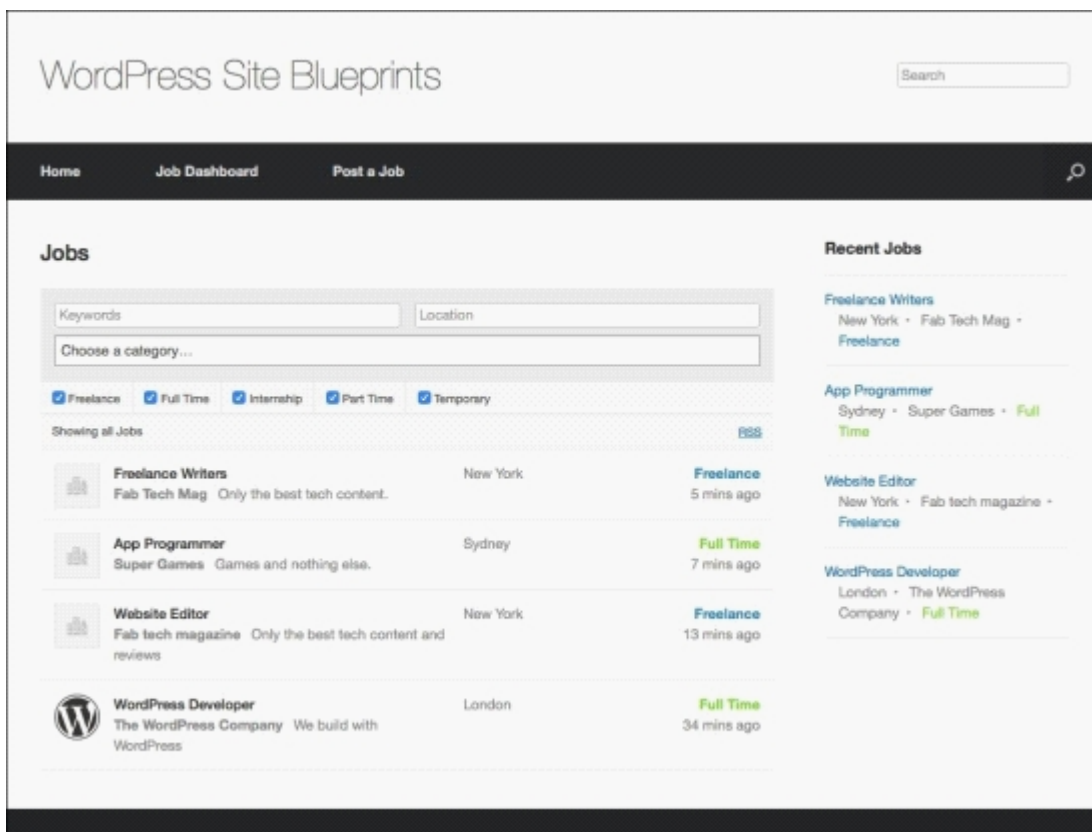 WordPress Site Blueprints
Search
Home Job Dashboard Post a Job
Jobs
Keywords Location
Choose a category...
Freelance Full Time Internship Part Time Temporary
Showing all Jobs RSS
Freelance Writers New York Freelance
Fab Tech Mag Only the best tech content. 5 mins ago
App Programmer Sydney Full Time
Super Games Games and nothing else. 7 mins ago
Website Editor New York Freelance
Fab tech magazine Only the best tech content and 13 mins ago
reviews
WordPress Developer London Full Time
The WordPress Company We build with 34 mins ago
WordPress
Recent Jobs
Freelance Writers
New York • Fab Tech Mag •
Freelance
App Programmer
Sydney • Super Games • Full
Time
Website Editor
New York • Fab tech magazine •
Freelance
WordPress Developer
London • The WordPress
Company • Full Time